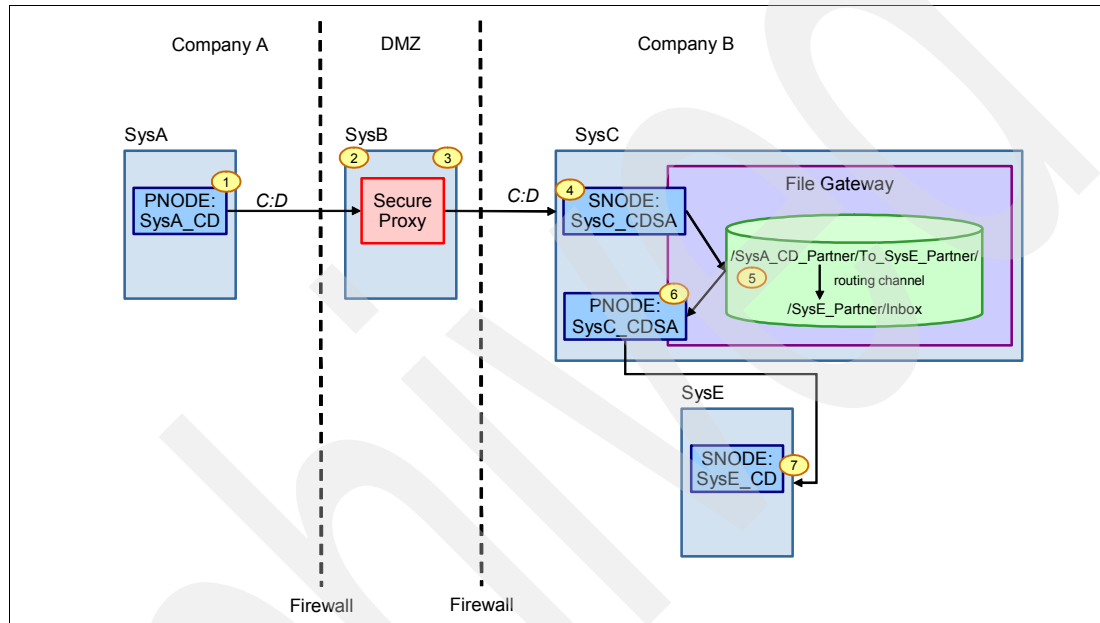 Company A
DMZ
Company B
SysA
SysB
SysC
1
2
3
4
PNODE:
SysA_CD
C:D
Secure
Proxy
C:D
SNODE:
SysC_CDSA
File Gateway
/SysA_CD_Partner/To_SysE_Partner/
5
routing channel
/SysE_Partner/Inbox
6
PNODE:
SysC_CDSA
SysE
SNODE:
SysE_CD
7
Firewall
Firewall